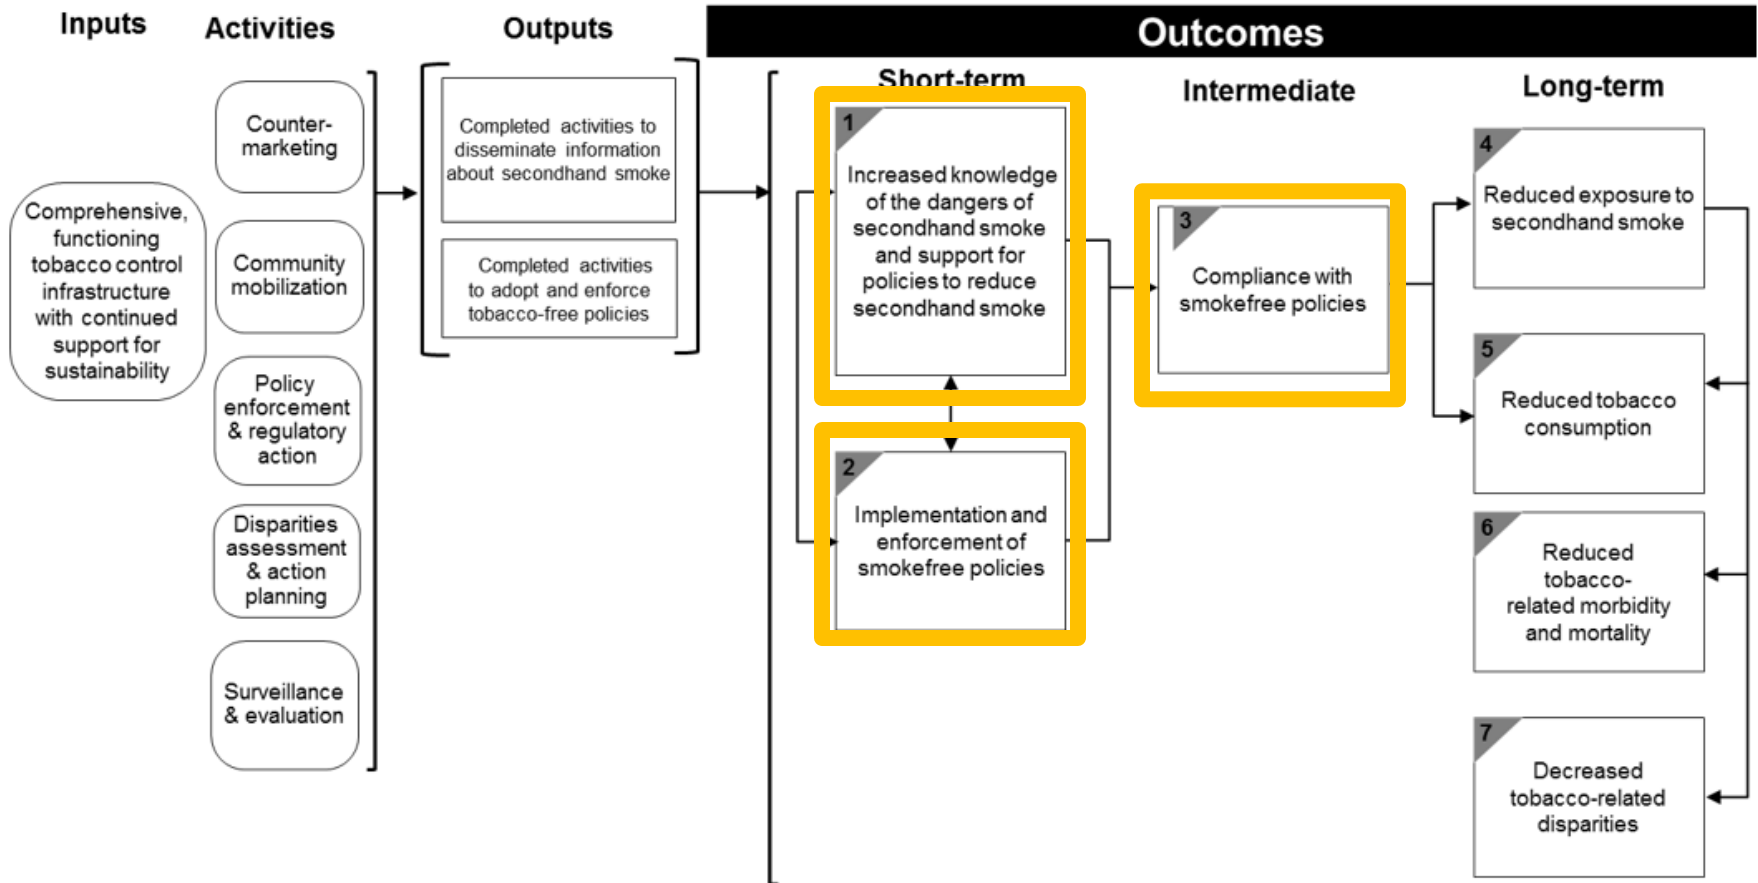 Inputs
Activities
Outputs
Outcomes
Short-term
Intermediate
Long-term
Comprehensive,
functioning
tobacco control
infrastructure
with continued
support for
sustainability
Counter-
marketing
Community
mobilization
Policy
enforcement
& regulatory
action
Disparities
assessment
& action
planning
Surveillance
& evaluation
Completed activities to
disseminate information
about secondhand smoke
Completed activities
to adopt and enforce
tobacco-free policies
1
Increased knowledge
of the dangers of
secondhand smoke
and support for
policies to reduce
secondhand smoke
2
Implementation and
enforcement of
smokefree policies
3
Compliance with
smokefree policies
4
Reduced exposure to
secondhand smoke
5
Reduced tobacco
consumption
6
Reduced
tobacco-
related morbidity
and mortality
7
Decreased
tobacco-related
disparities